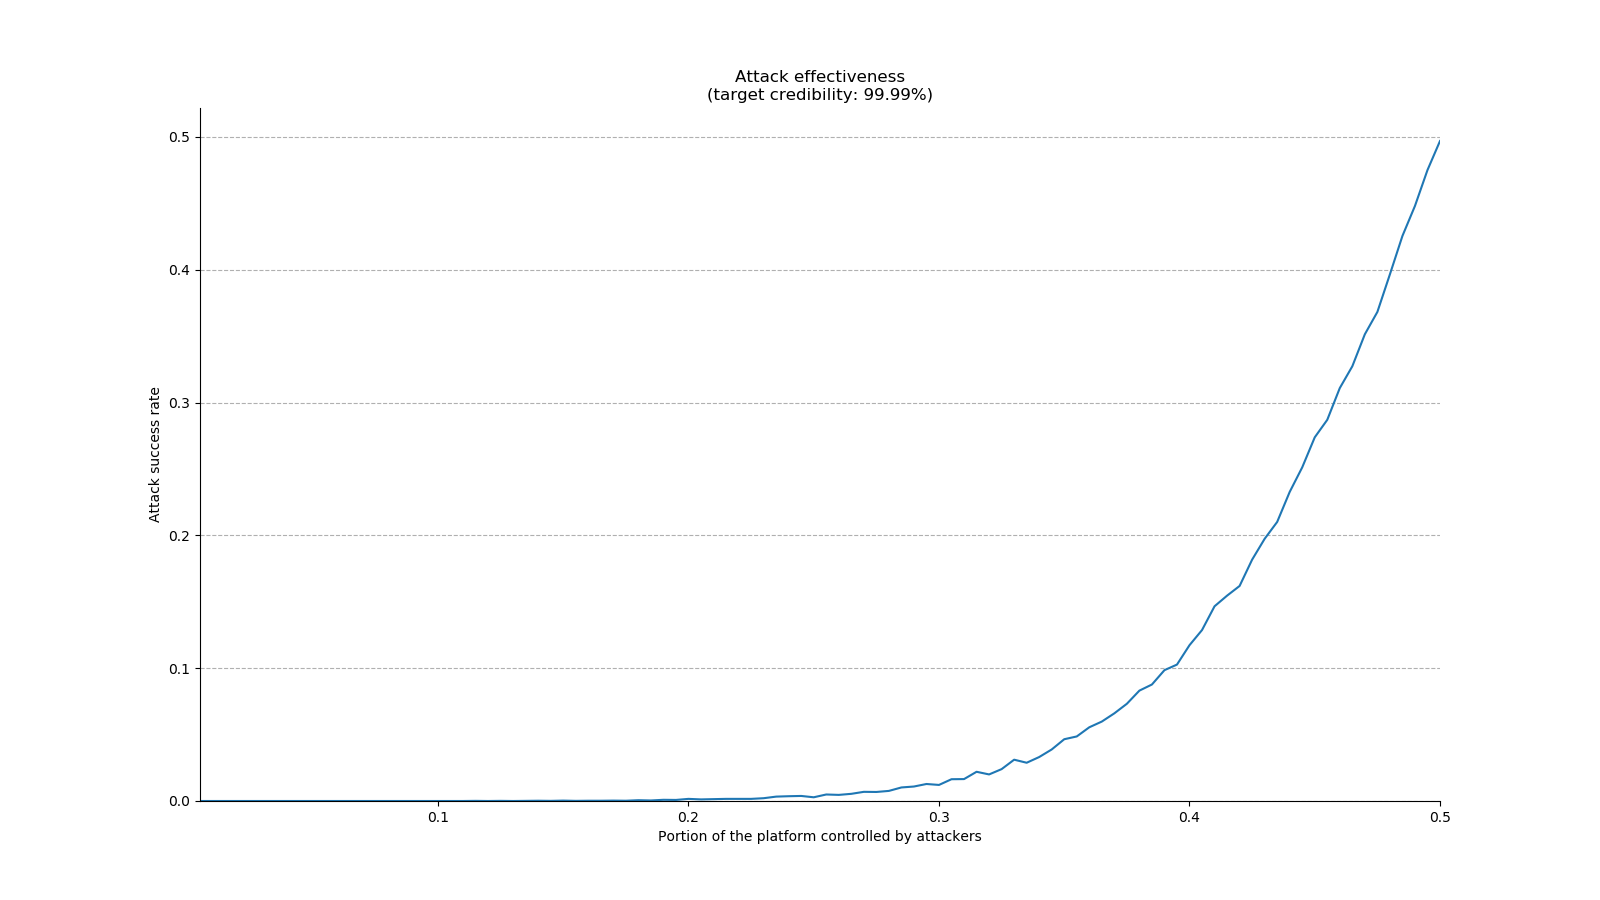 Attack effectiveness
(target credibility: 99.99%)
0.5
0.4
0.3
0.2
0.1
0.0
Attack success rate
0.1
0.2
0.3
0.4
0.5
Portion of the platform controlled by attackers